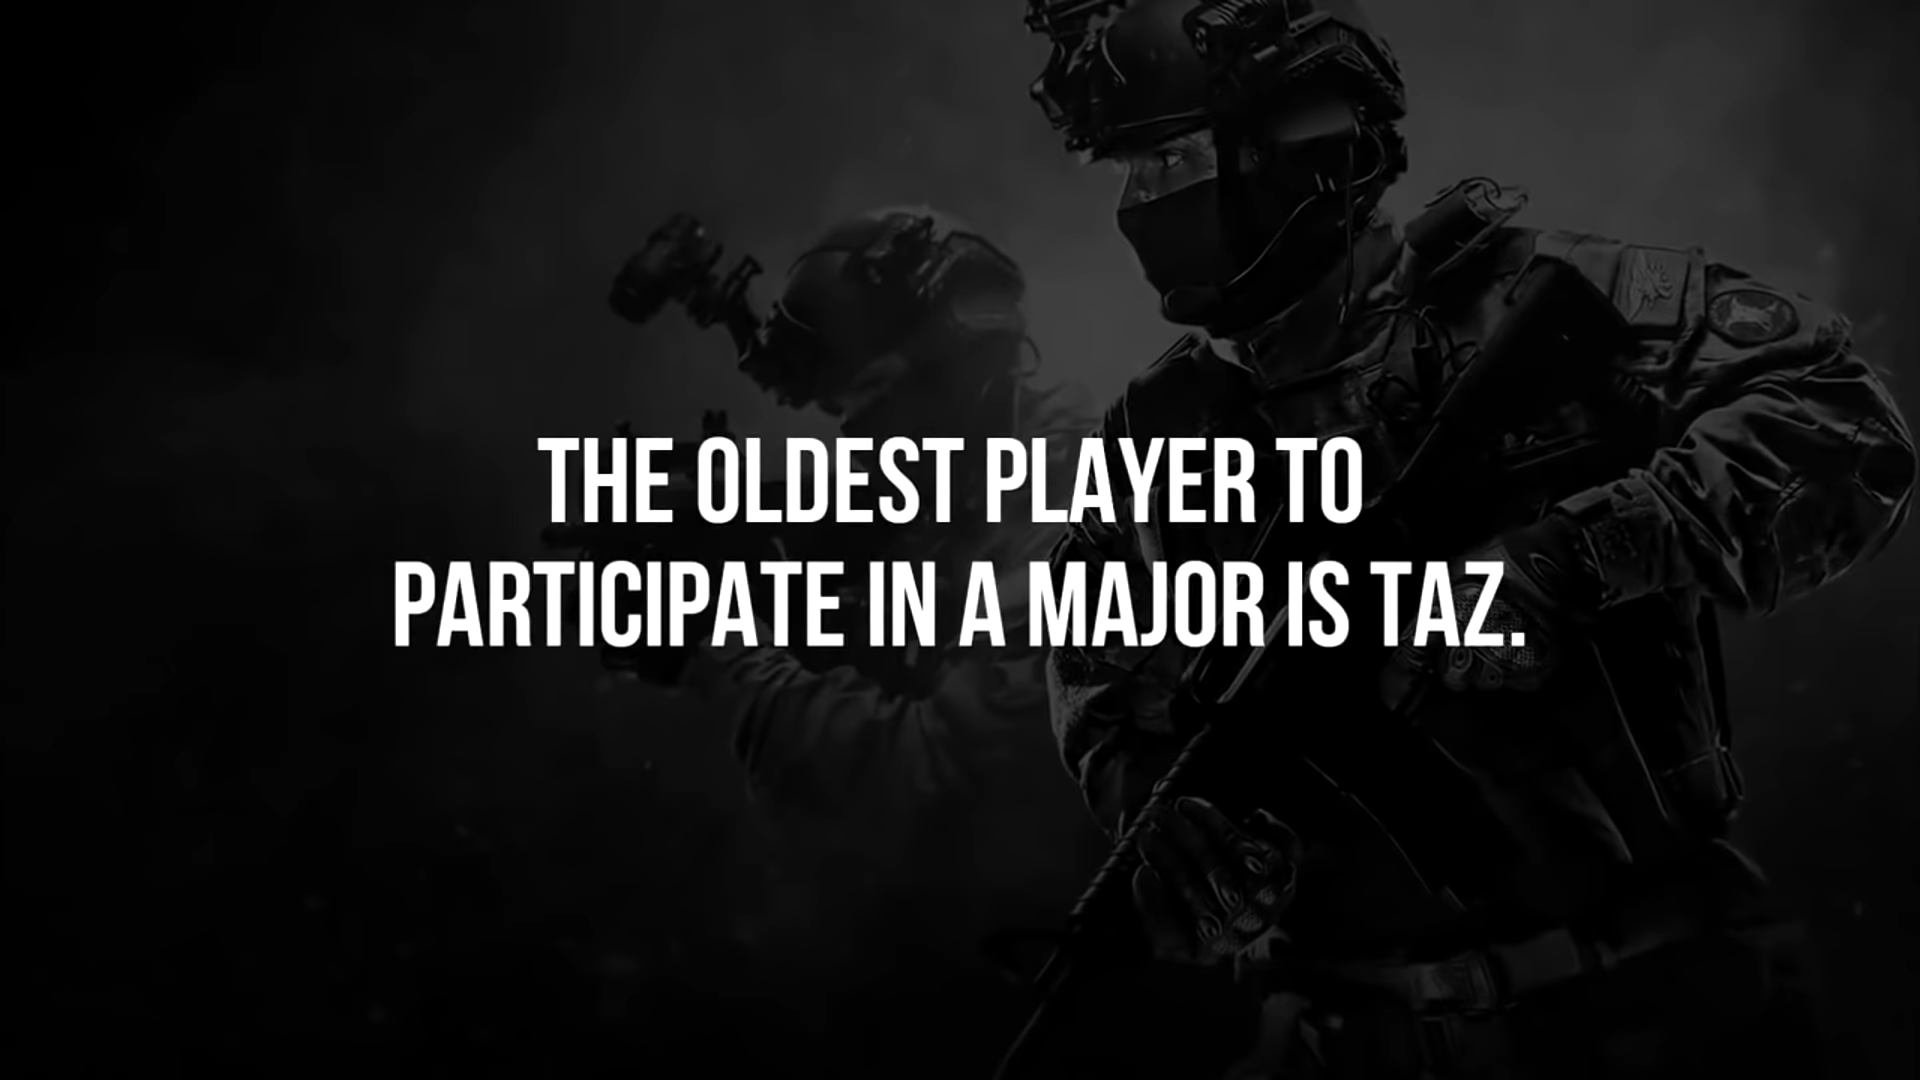 THE OLDEST PLAYER TO
PARTICIPATE IN A MAJOR IS TAZ.